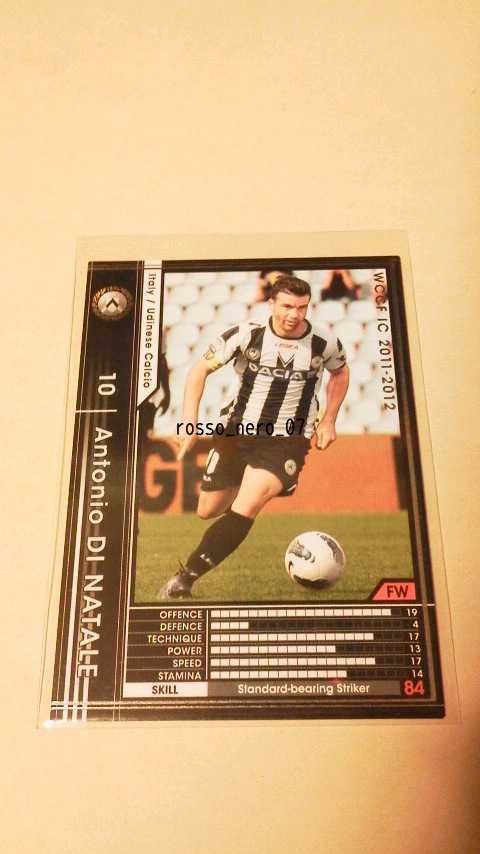 WCCF IC 2011-2012
Italy / Udinese Calcio
10 Antonio DI NATALE
DACIA
rosso_nero_07
FW
OFFENCE 19
DEFENCE 4
TECHNIQUE 17
POWER 13
SPEED 17
STAMINA 14
SKILL Standard-bearing Striker 84